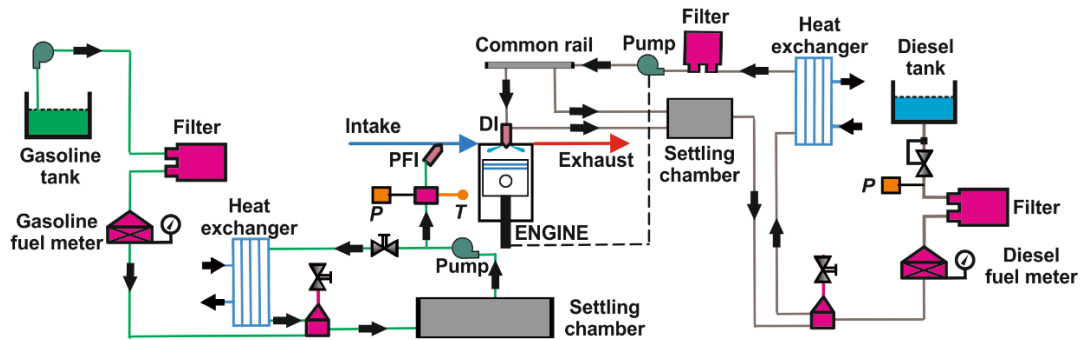 Gasoline
tank
Filter
Gasoline
fuel meter
Heat
exchanger
Intake
PFI
P
T
DI
Exhaust
ENGINE
Pump
Settling
chamber
Common rail
Pump
Filter
Settling
chamber
Heat
exchanger
Diesel
tank
P
Filter
Diesel
fuel meter